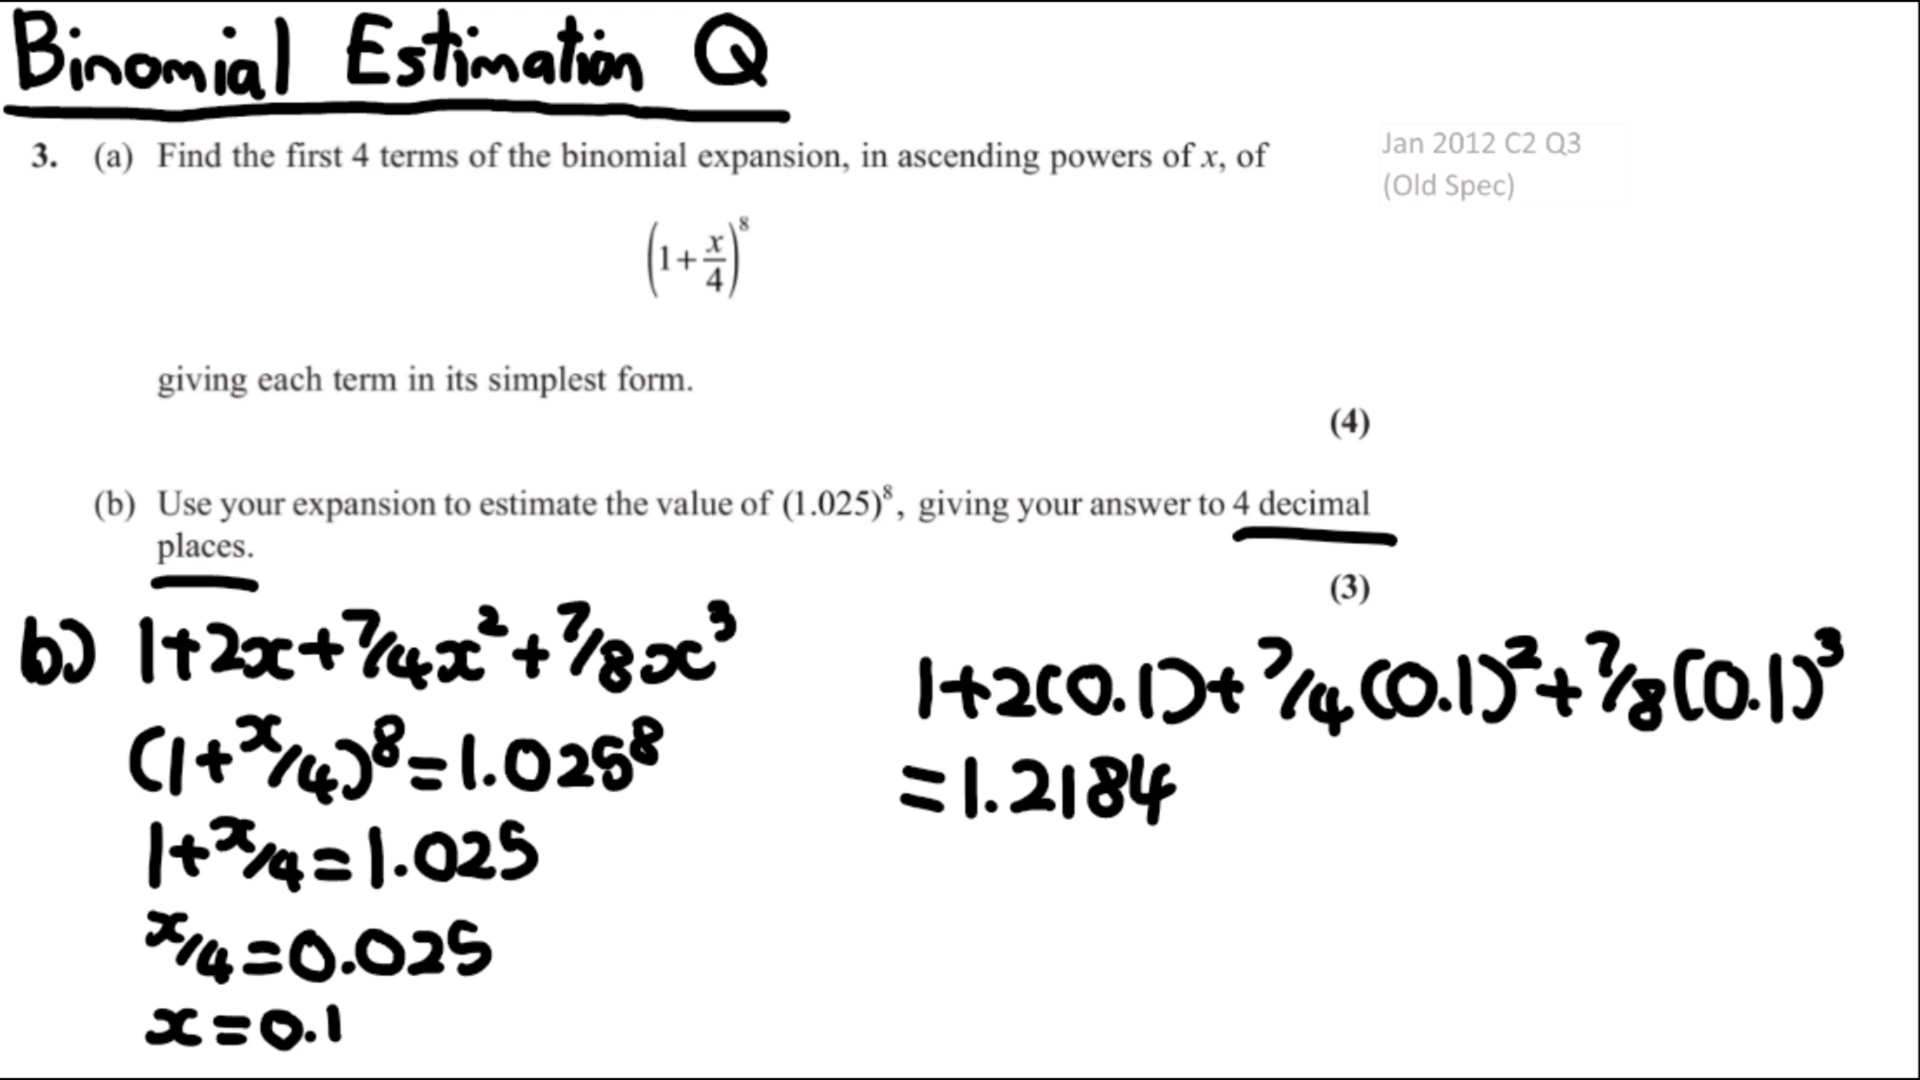 Binomial Estimation Q
3. (a) Find the first 4 terms of the binomial expansion, in ascending powers of x, of
Jan 2012 C2 Q3
(Old Spec)
(1+x/4)⁸
giving each term in its simplest form.
(4)
(b) Use your expansion to estimate the value of (1.025)⁸, giving your answer to 4 decimal
places.
(3)
b) 1+2x+7/4x²+7/8x³
(1+x/4)⁸=1.025⁸
1+x/4=1.025
x/4=0.025
x=0.1
1+2(0.1)+7/4(0.1)²+7/8(0.1)³
=1.2184